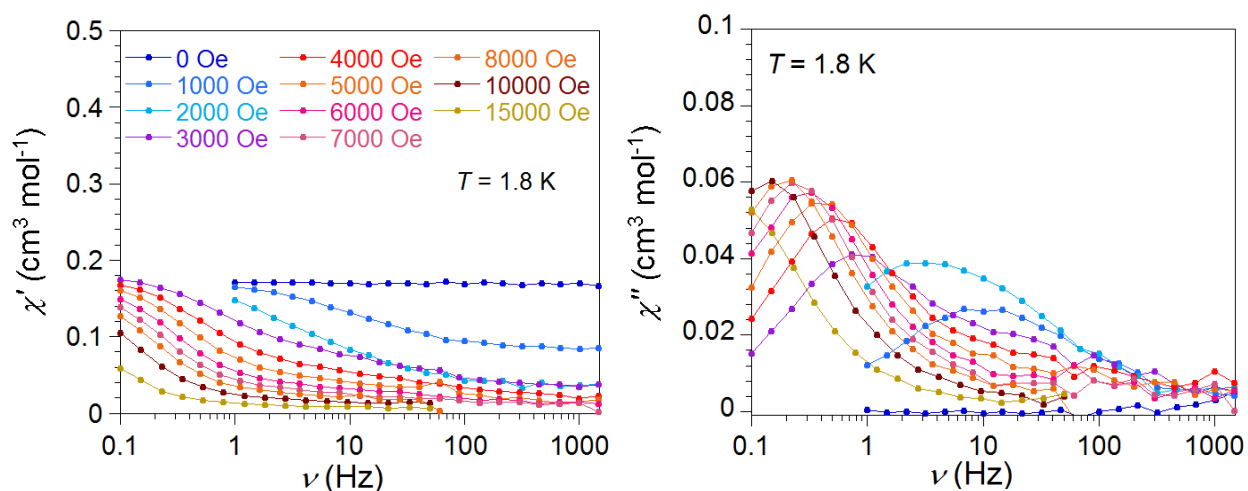 0.5
0.4
0.3
0.2
0.1
0
χ′ (cm³ mol⁻¹)
0 Oe 4000 Oe 8000 Oe
1000 Oe 5000 Oe 10000 Oe
2000 Oe 6000 Oe 15000 Oe
3000 Oe 7000 Oe
T = 1.8 K
0.1 1 10 100 1000
ν (Hz)
0.1
0.08
0.06
0.04
0.02
0
χ″ (cm³ mol⁻¹)
T = 1.8 K
0.1 1 10 100 1000
ν (Hz)